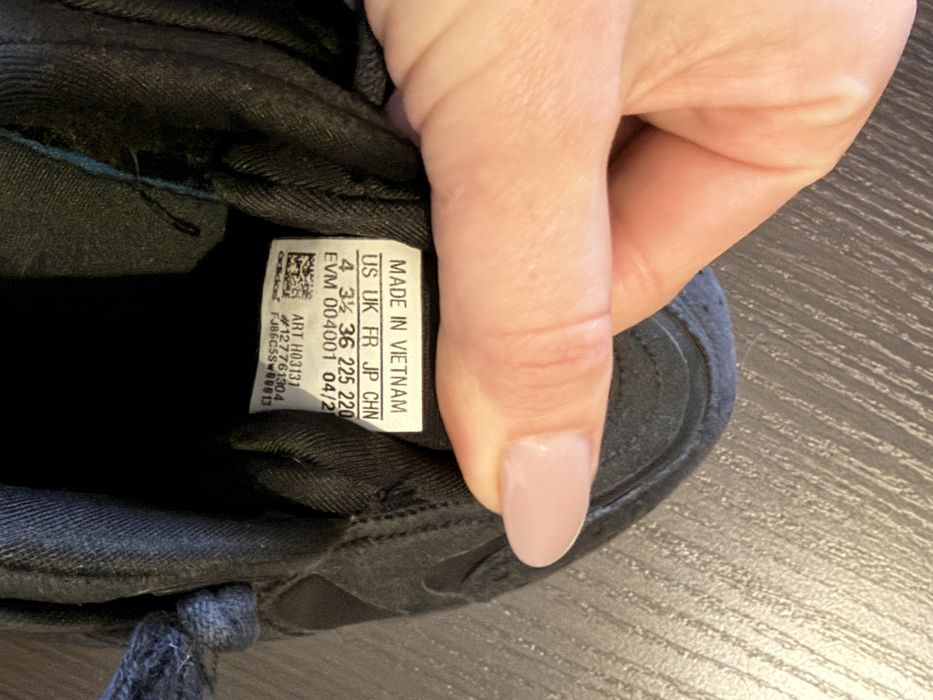 MADE IN VIETNAM
US UK FR JP CHN
4 3½ 36 225 220
EVM 004001 04/2
ART H03131
#127761304
adidas